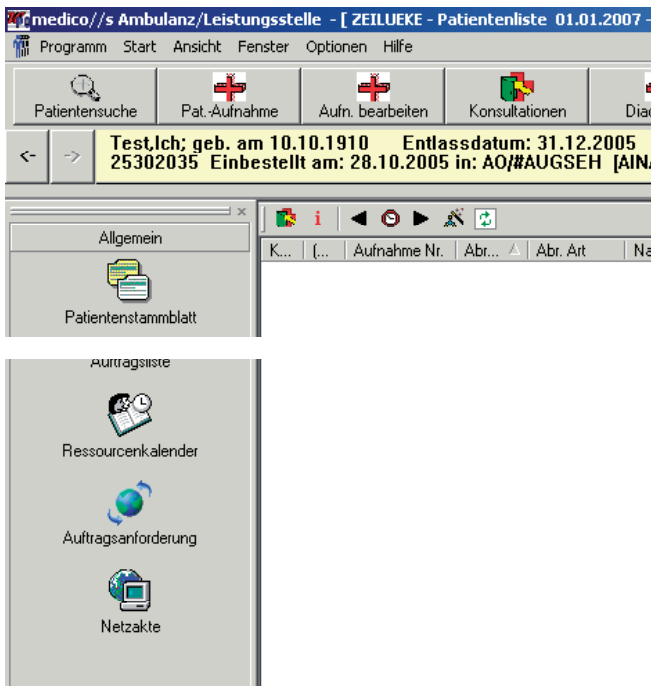 medico//s Ambulanz/Leistungsstelle - [ ZEILUEKE - Patientenliste 01.01.2007 -
Programm Start Ansicht Fenster Optionen Hilfe
Patientensuche Pat.-Aufnahme Aufn. bearbeiten Konsultationen
<- -> Test,Ich; geb. am 10.10.1910 Entlassdatum: 31.12.2005
25302035 Einbestellt am: 28.10.2005 in: AO/#AUGSEH
Allgemein
K... (... Aufnahme Nr. Abr... Abr. Art
Patientenstammblatt
Auftragsliste
Ressourcenkalender
Auftragsanforderung
Netzakte